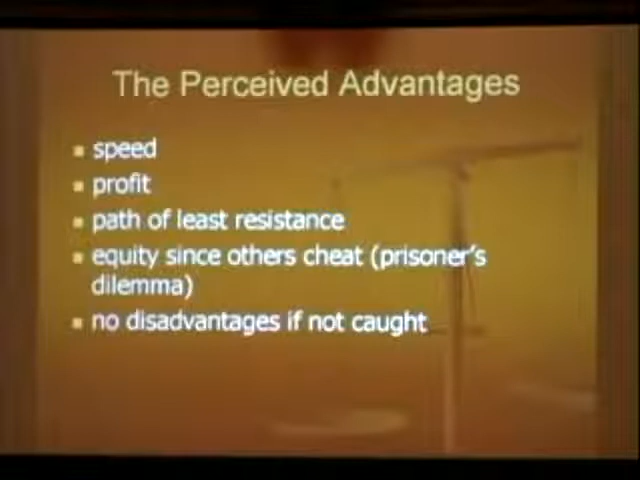 The Perceived Advantages
speed
profit
path of least resistance
equity since others cheat (prisoner's
dilemma)
no disadvantages if not caught